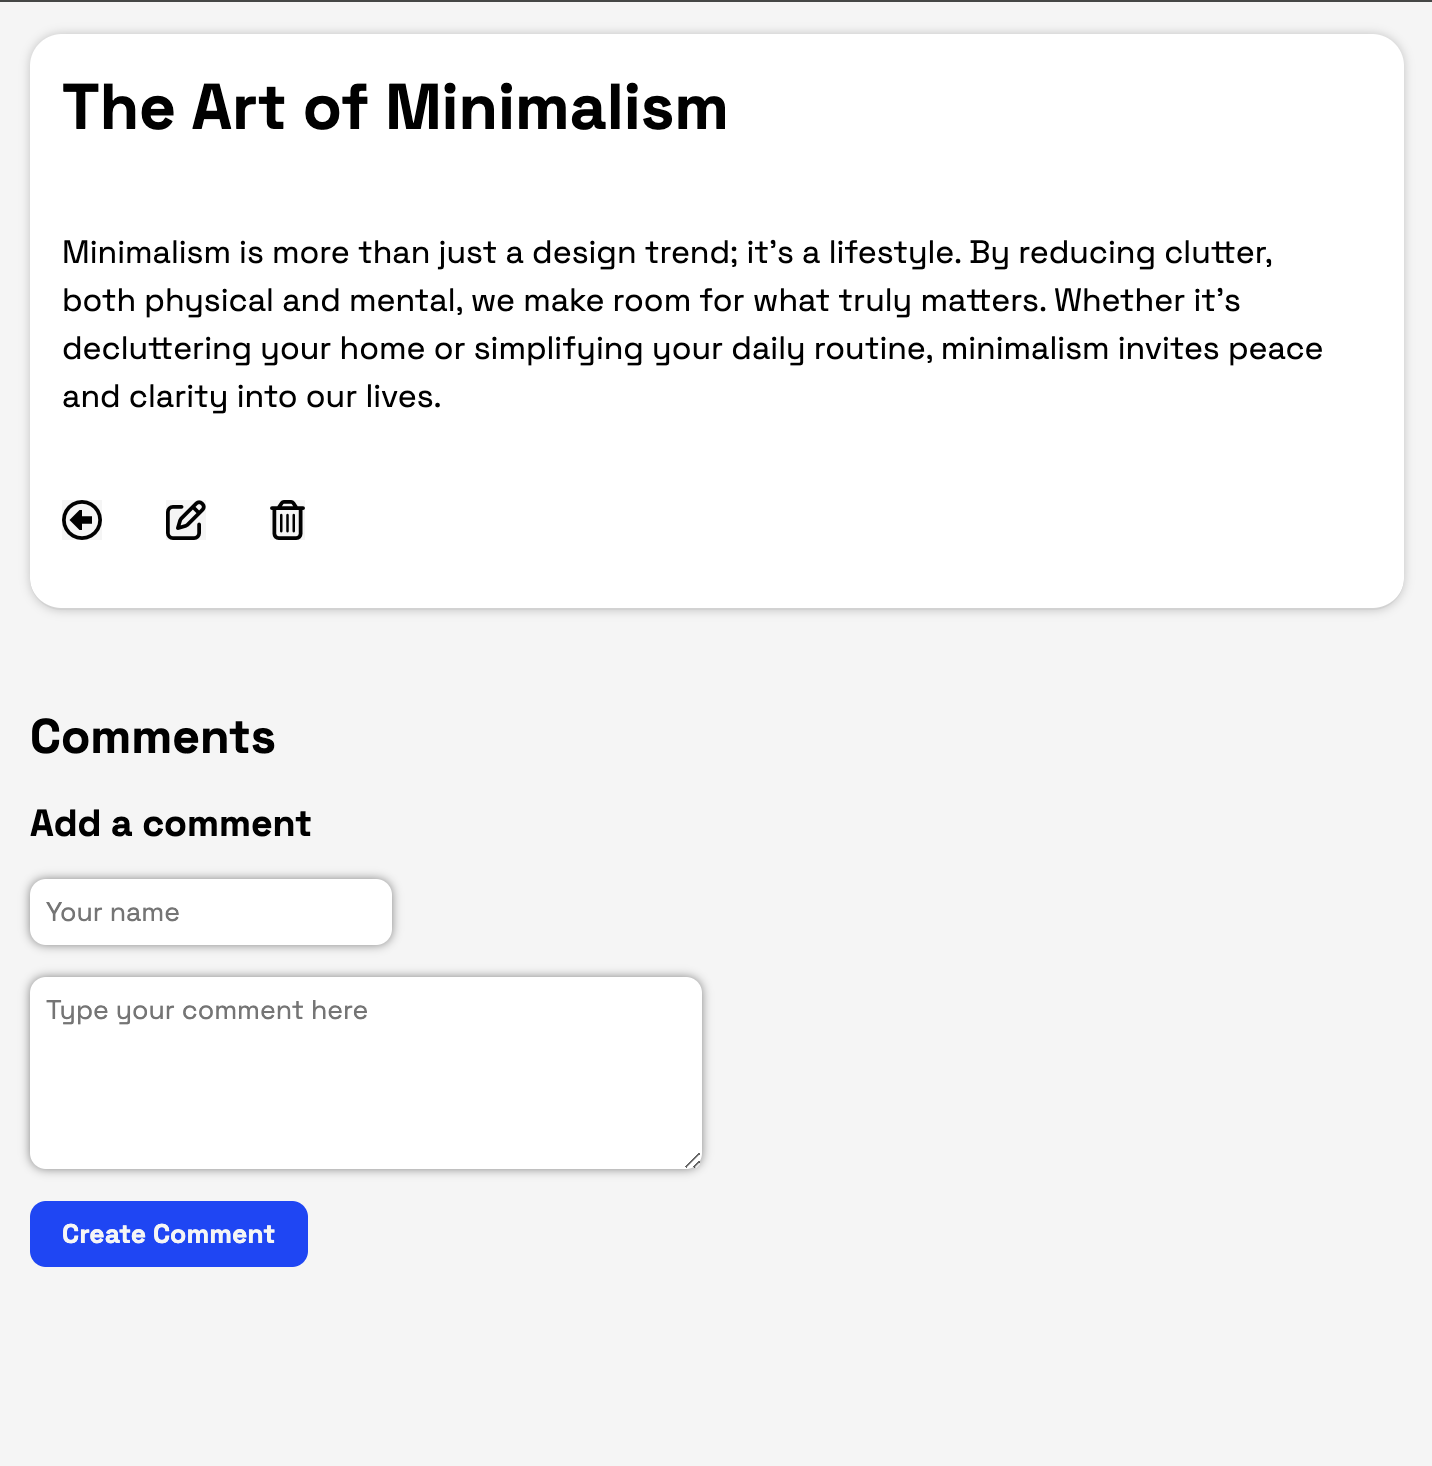 The Art of Minimalism
Minimalism is more than just a design trend; it's a lifestyle. By reducing clutter,
both physical and mental, we make room for what truly matters. Whether it's
decluttering your home or simplifying your daily routine, minimalism invites peace
and clarity into our lives.
Comments
Add a comment
Your name
Type your comment here
Create Comment